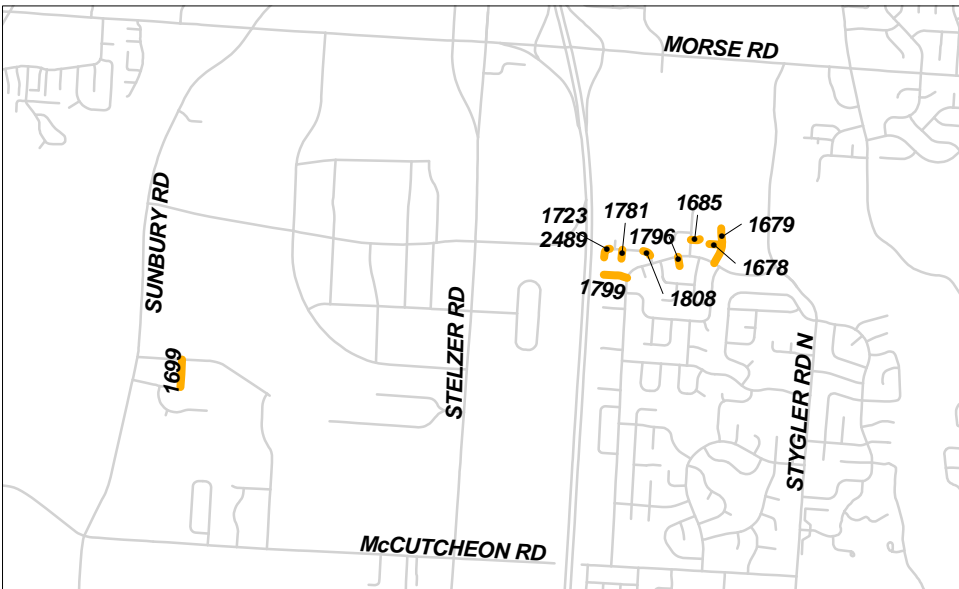 MORSE RD
SUNBURY RD
1685
1723
1781
1679
2489
1796
1678
1799
1808
STELZER RD
1699
STYGLER RD N
McCUTCHEON RD